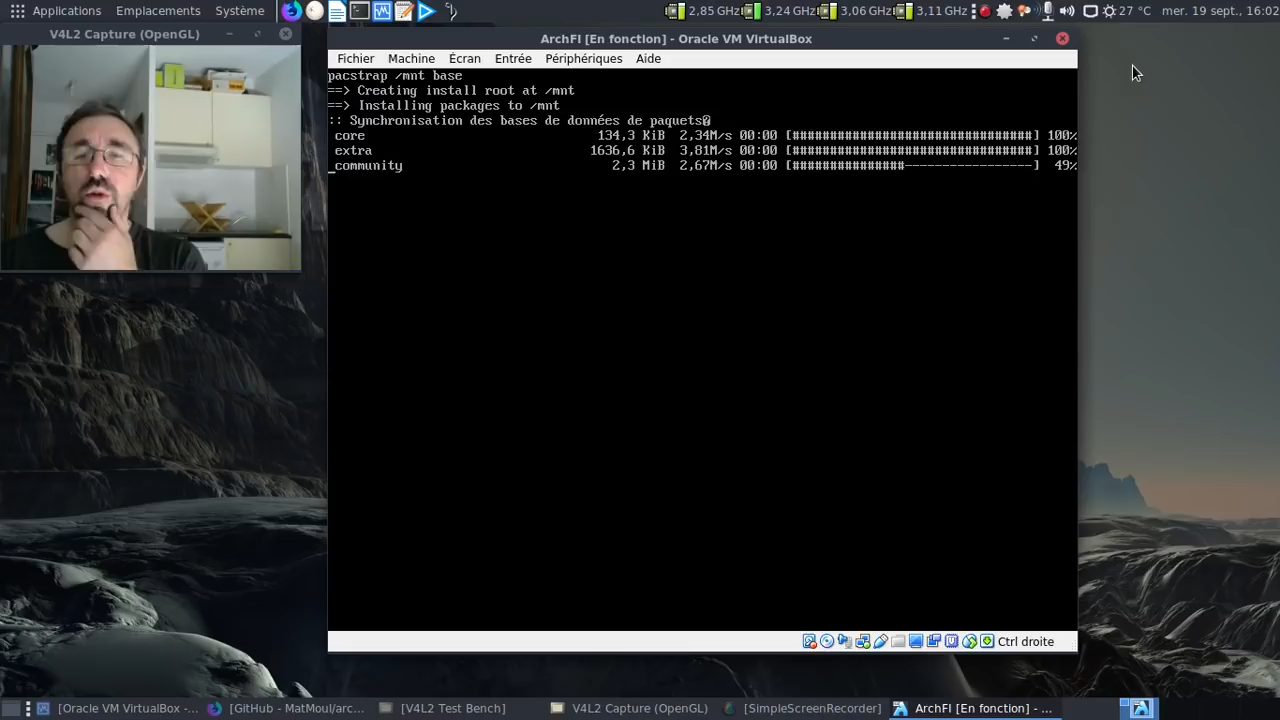 Applications Emplacements Système 2,85 GHz 3,24 GHz 3,06 GHz 3,11 GHz 27 °C mer. 19 sept., 16:02
V4L2 Capture (OpenGL)
ArchFI [En fonction] - Oracle VM VirtualBox
Fichier Machine Écran Entrée Périphériques Aide
pacstrap /mnt base
==> Creating install root at /mnt
==> Installing packages to /mnt
:: Synchronisation des bases de données de paquets
core 134,3 KiB 2,34M/s 00:00 [################################] 100%
extra 1636,6 KiB 3,81M/s 00:00 [################################] 100%
community 2,3 MiB 2,67M/s 00:00 [###############-----------------] 49%
Ctrl droite
[Oracle VM VirtualBox -... [GitHub - MatMoul/arc... [V4L2 Test Bench] V4L2 Capture (OpenGL) [SimpleScreenRecorder] ArchFI [En fonction] - ...